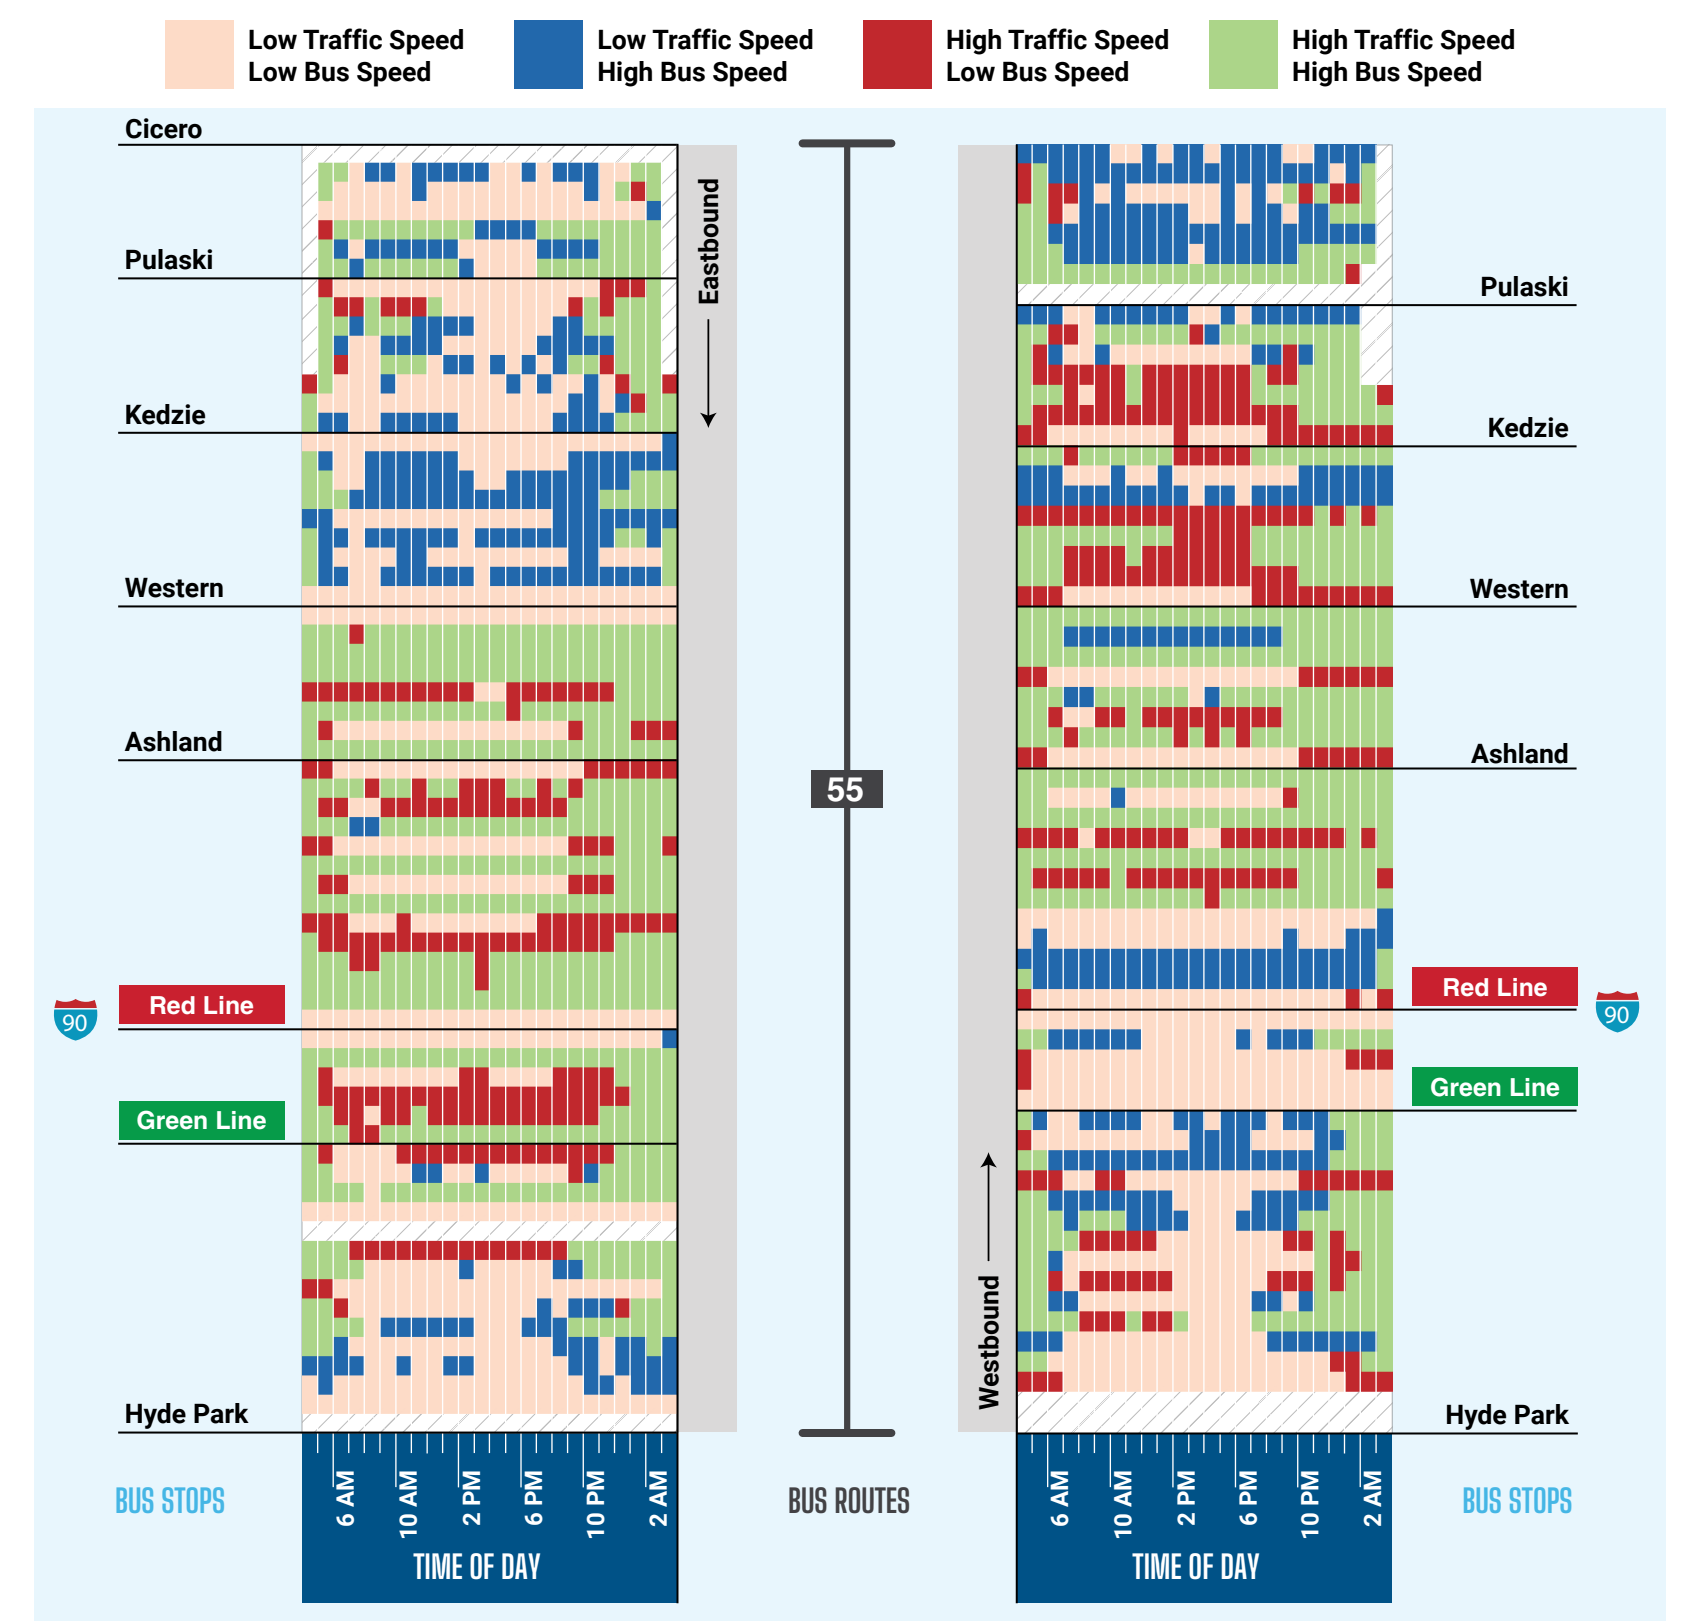 Low Traffic Speed
Low Bus Speed
Low Traffic Speed
High Bus Speed
High Traffic Speed
Low Bus Speed
High Traffic Speed
High Bus Speed
Cicero
Pulaski
Kedzie
Western
Ashland
90
Red Line
Green Line
Hyde Park
Eastbound
55
Westbound
Pulaski
Kedzie
Western
Ashland
Red Line
90
Green Line
Hyde Park
BUS STOPS
6 AM
10 AM
2 PM
6 PM
10 PM
2 AM
TIME OF DAY
BUS ROUTES
6 AM
10 AM
2 PM
6 PM
10 PM
2 AM
TIME OF DAY
BUS STOPS